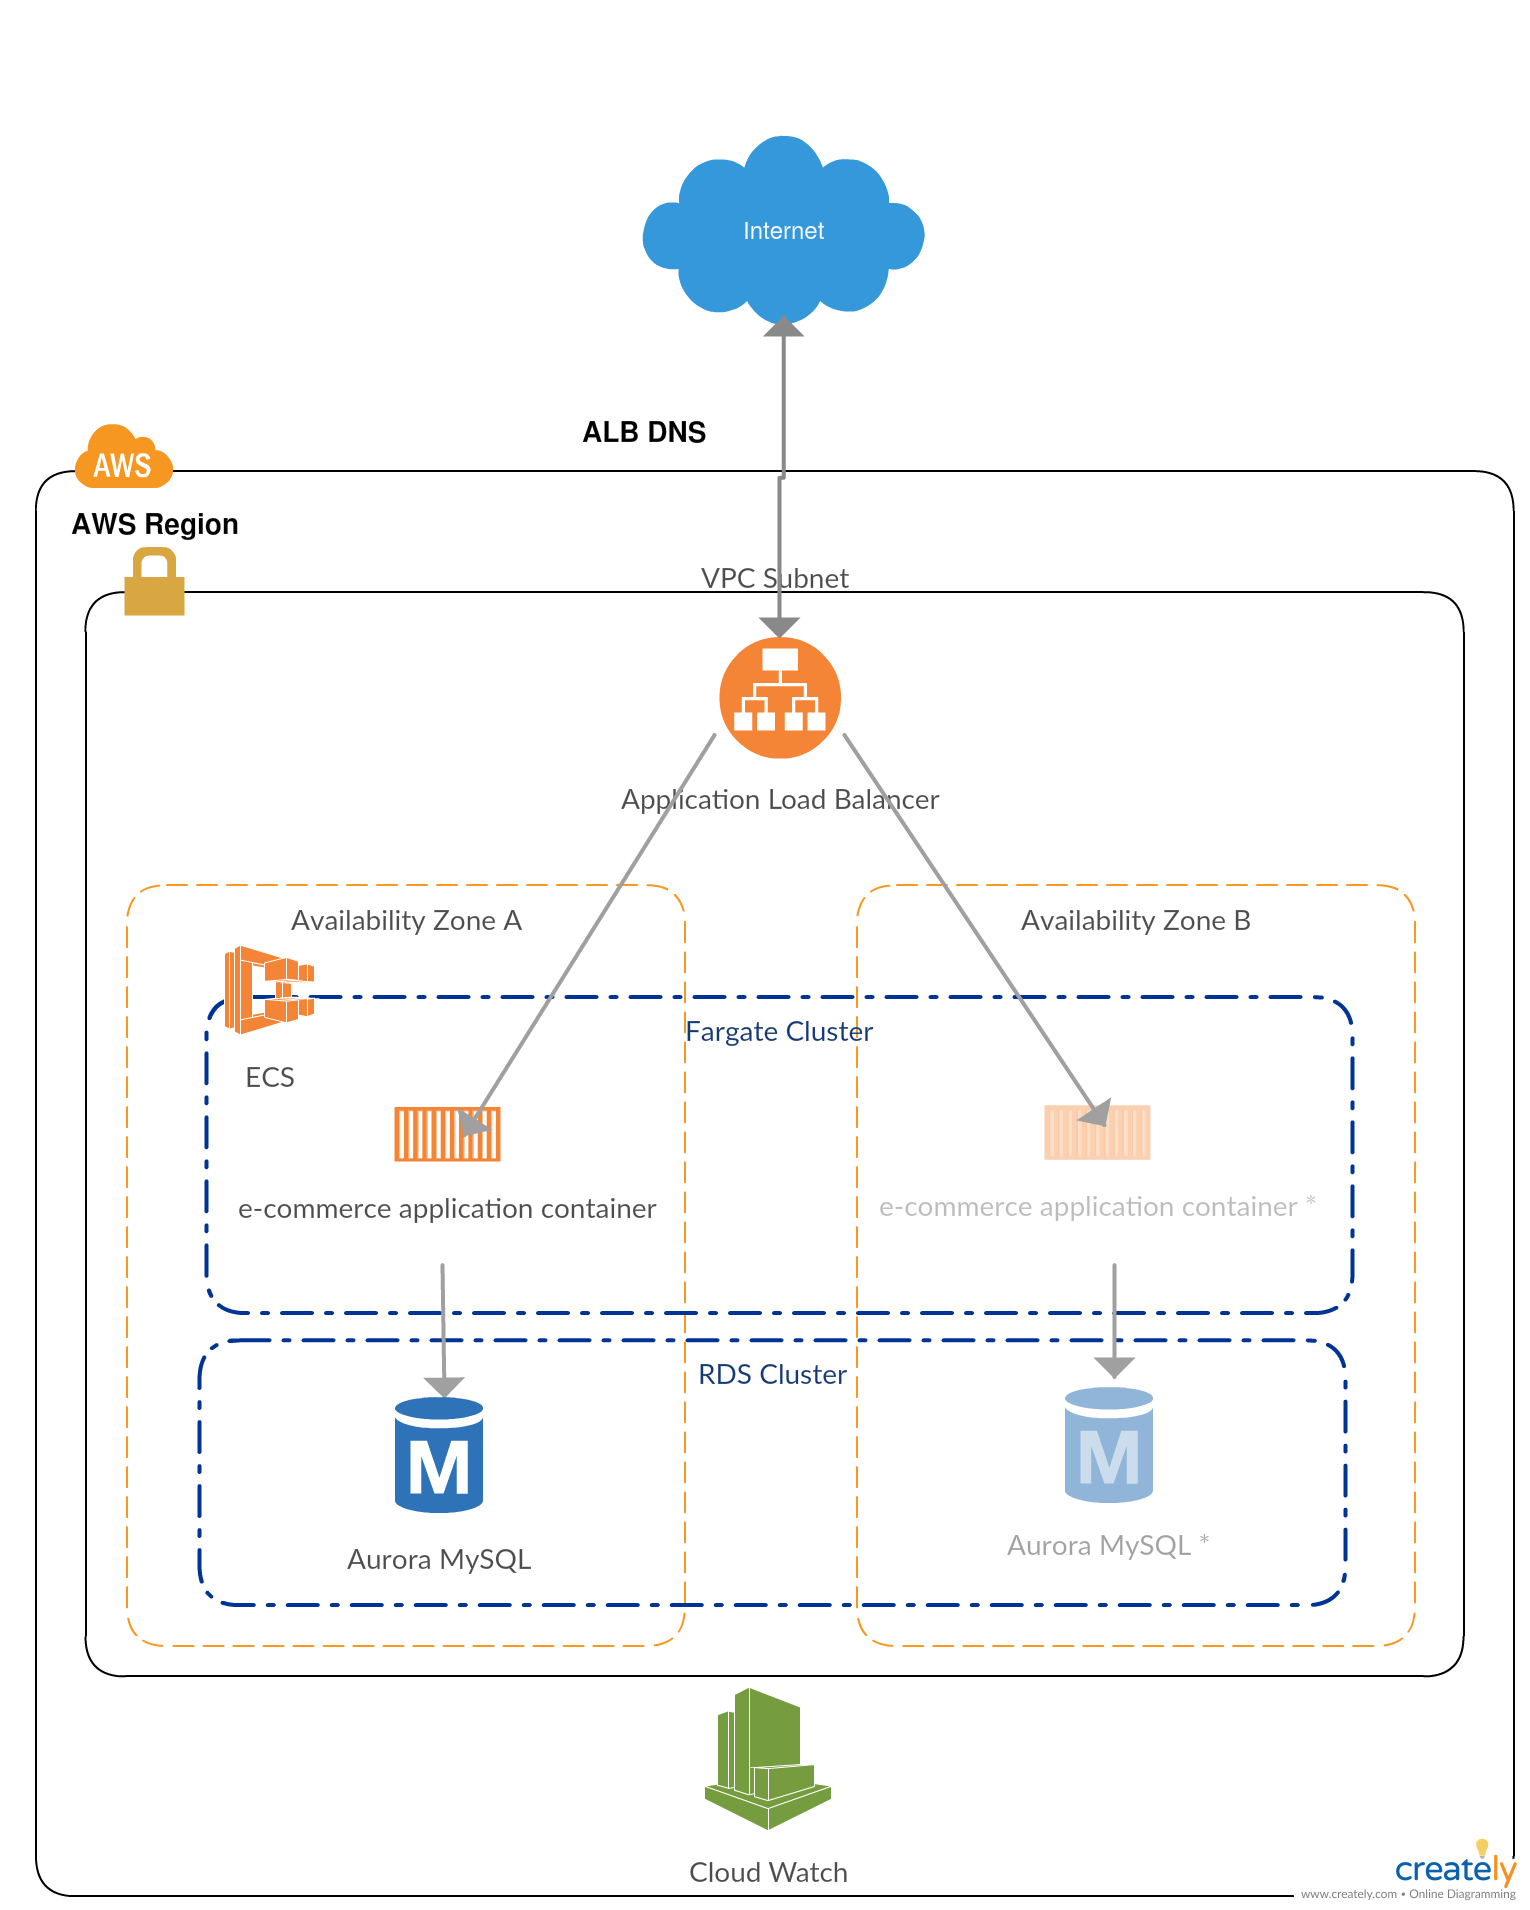 Internet
ALB DNS
AWS
AWS Region
VPC Subnet
Application Load Balancer
Availability Zone A
Availability Zone B
Fargate Cluster
ECS
e-commerce application container
e-commerce application container *
RDS Cluster
M
M
Aurora MySQL
Aurora MySQL *
Cloud Watch
creately
www.creately.com • Online Diagramming